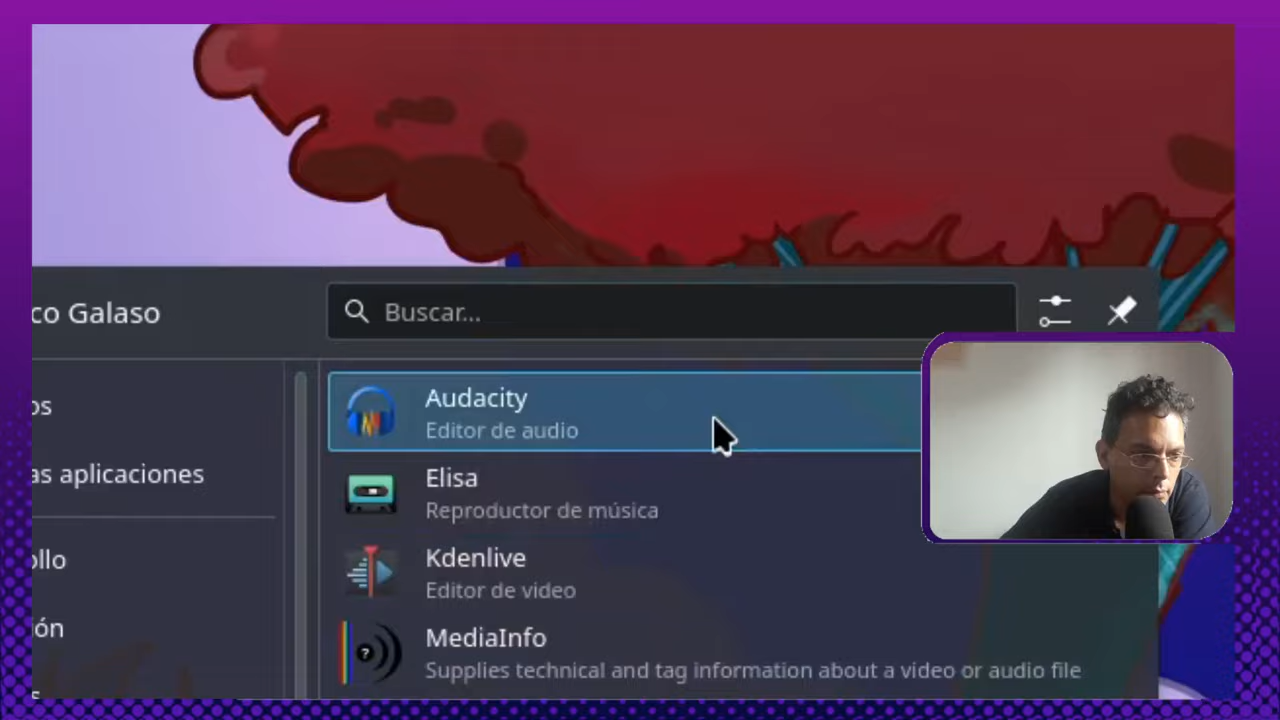 co Galaso
Buscar...
os
as aplicaciones
ollo
ión
Audacity
Editor de audio
Elisa
Reproductor de música
Kdenlive
Editor de video
MediaInfo
Supplies technical and tag information about a video or audio file